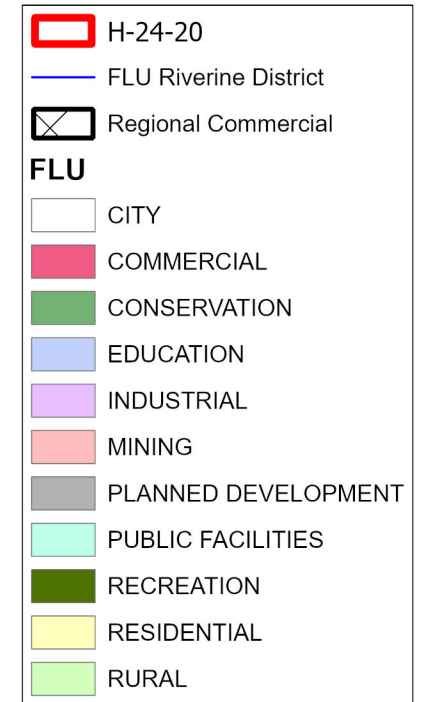 H-24-20
FLU Riverine District
Regional Commercial
FLU
CITY
COMMERCIAL
CONSERVATION
EDUCATION
INDUSTRIAL
MINING
PLANNED DEVELOPMENT
PUBLIC FACILITIES
RECREATION
RESIDENTIAL
RURAL